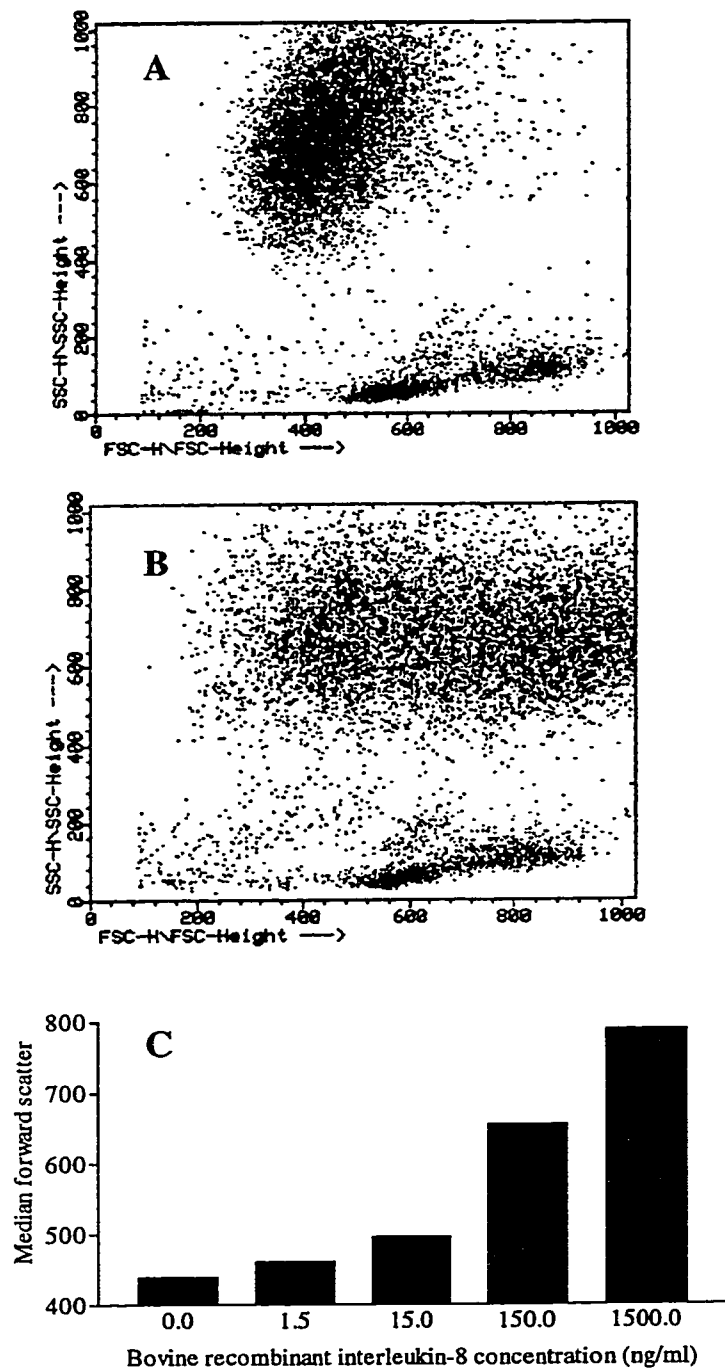 A
1000
800
600
400
200
0
SSC-H\SSC-Height --->
0 200 400 600 800 1000
FSC-H\FSC-Height --->
B
1000
800
600
400
200
0
SSC-H\SSC-Height --->
0 200 400 600 800 1000
FSC-H\FSC-Height --->
C
800
700
600
500
400
Median forward scatter
0.0 1.5 15.0 150.0 1500.0
Bovine recombinant interleukin-8 concentration (ng/ml)